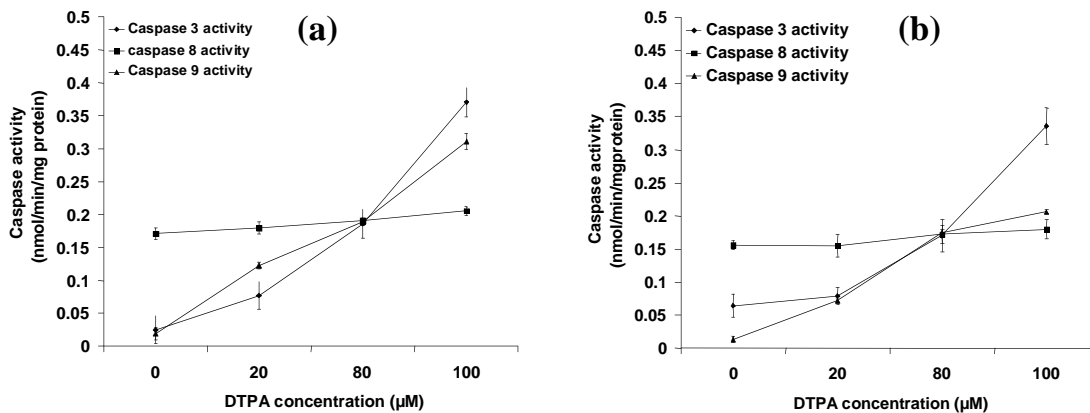 (a)
Caspase 3 activity
caspase 8 activity
Caspase 9 activity
Caspase activity
(nmol/min/mg protein)
0.5
0.45
0.4
0.35
0.3
0.25
0.2
0.15
0.1
0.05
0
0 20 80 100
DTPA concentration (µM)
(b)
Caspase 3 activity
Caspase 8 activity
Caspase 9 activity
Caspase activity
(nmol/min/mgprotein)
0.5
0.45
0.4
0.35
0.3
0.25
0.2
0.15
0.1
0.05
0
0 20 80 100
DTPA concentration (µM)